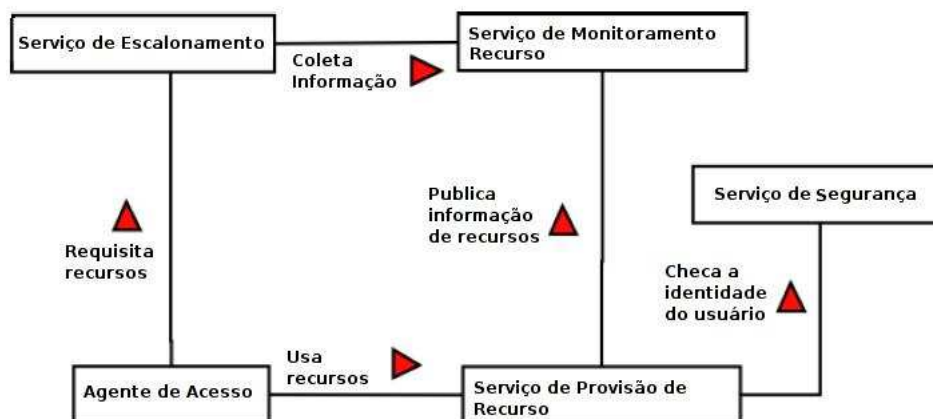 Serviço de Escalonamento
Serviço de Monitoramento
Recurso
Coleta
Informação
Publica
informação
de recursos
Serviço de Segurança
Requisita
recursos
Checa a
identidade
do usuário
Usa
recursos
Agente de Acesso
Serviço de Provisão de
Recurso